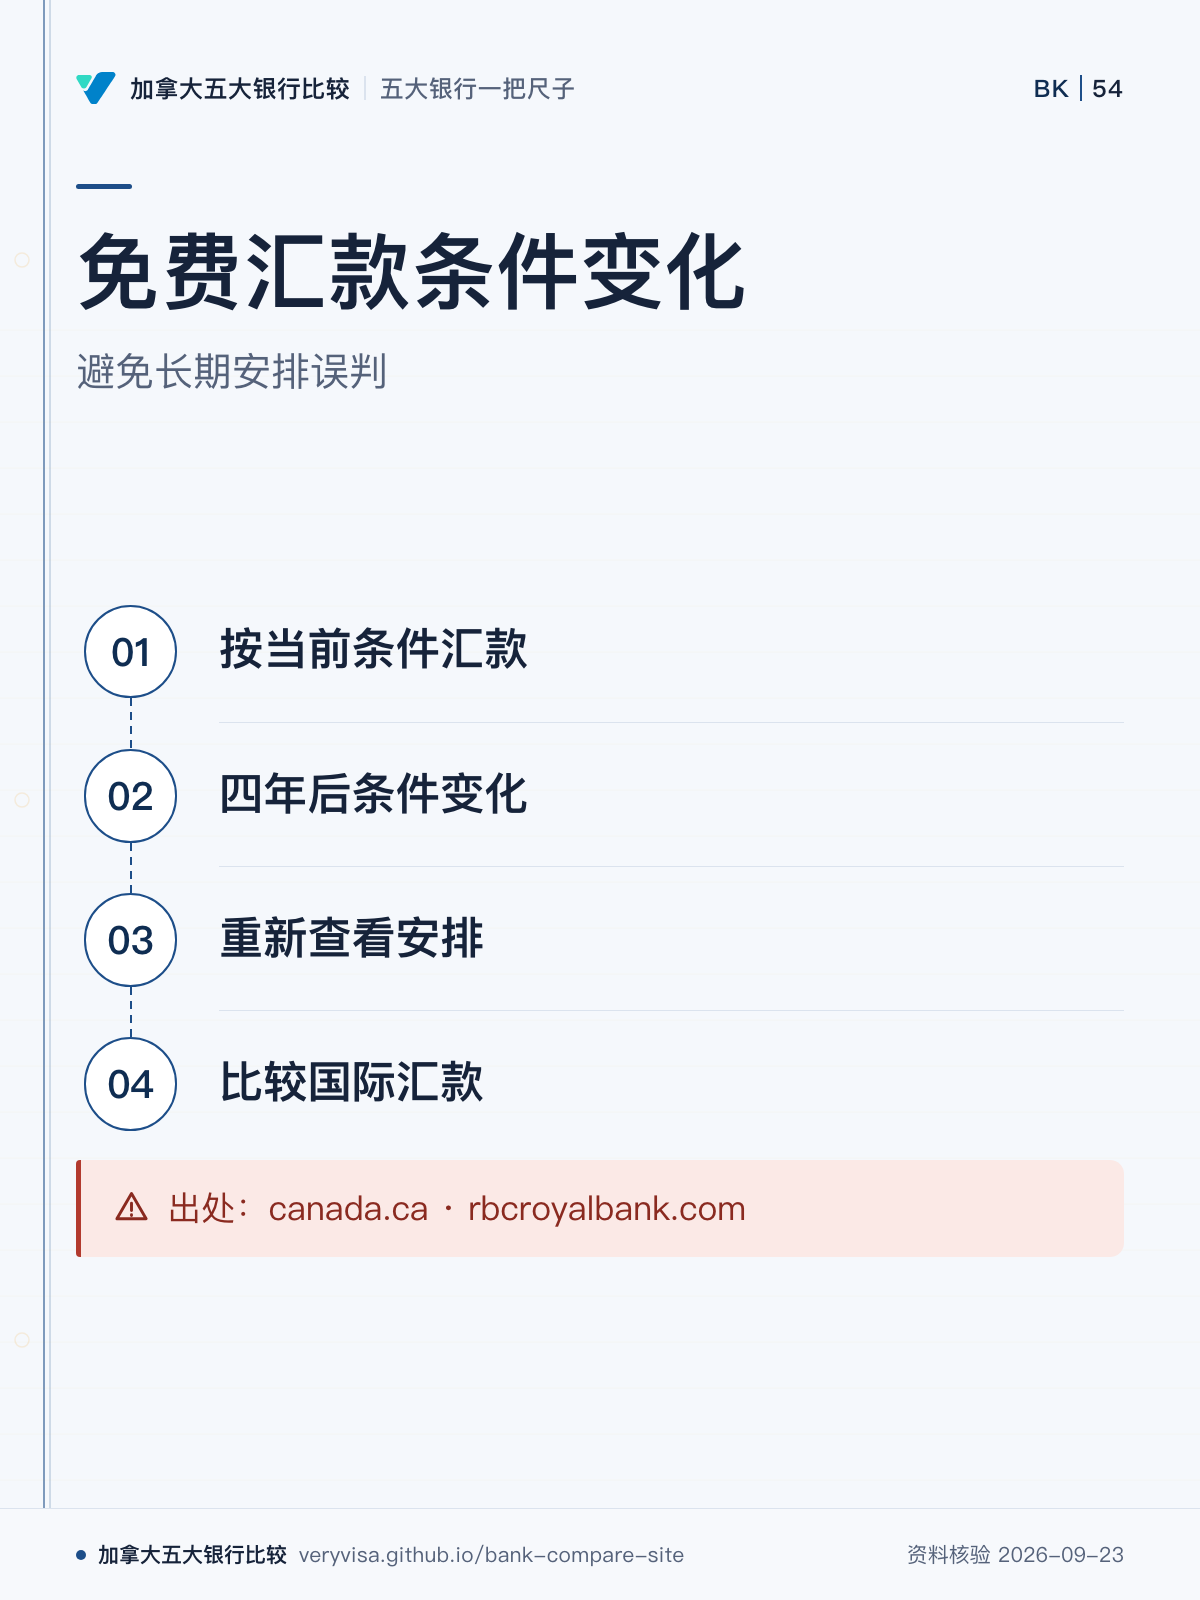 加拿大五大银行比较 五大银行一把尺子 BK 54
免费汇款条件变化
避免长期安排误判
01 按当前条件汇款
02 四年后条件变化
03 重新查看安排
04 比较国际汇款
出处：canada.ca · rbcroyalbank.com
加拿大五大银行比较 veryvisa.github.io/bank-compare-site 资料核验 2026-09-23